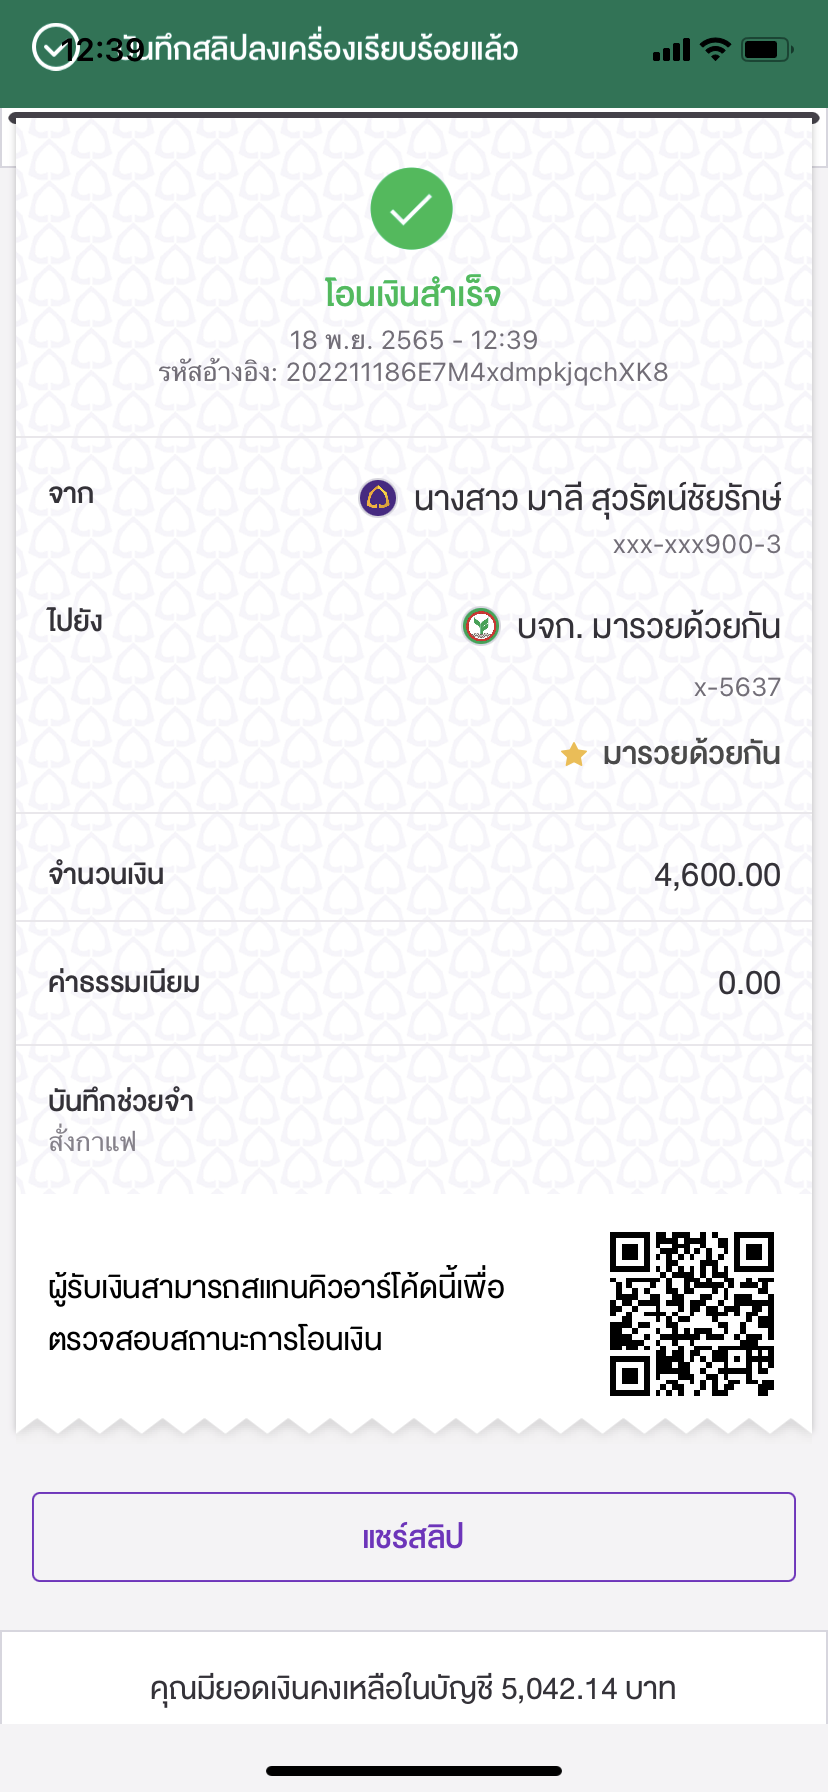 12:39
บันทึกสลิปลงเครื่องเรียบร้อยแล้ว
โอนเงินสำเร็จ
18 พ.ย. 2565 - 12:39
รหัสอ้างอิง: 202211186E7M4xdmpkjqchXK8
จาก
นางสาว มาลี สุวรัตน์ชัยรักษ์
xxx-xxx900-3
ไปยัง
บจก. มารวยด้วยกัน
x-5637
มารวยด้วยกัน
จำนวนเงิน 4,600.00
ค่าธรรมเนียม 0.00
บันทึกช่วยจำ
สั่งกาแฟ
ผู้รับเงินสามารถสแกนคิวอาร์โค้ดนี้เพื่อ
ตรวจสอบสถานะการโอนเงิน
แชร์สลิป
คุณมียอดเงินคงเหลือในบัญชี 5,042.14 บาท